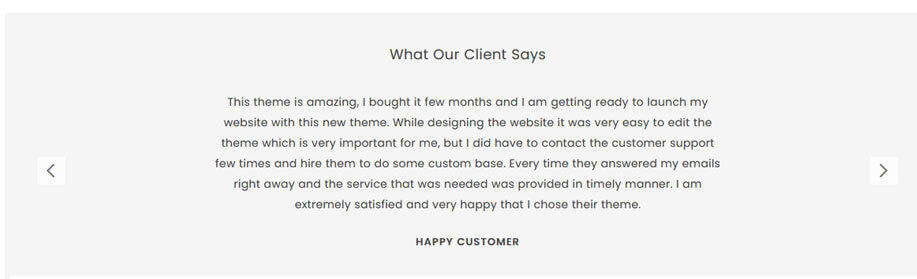 What Our Client Says
This theme is amazing, I bought it few months and I am getting ready to launch my
website with this new theme. While designing the website it was very easy to edit the
theme which is very important for me, but I did have to contact the customer support
few times and hire them to do some custom base. Every time they answered my emails
right away and the service that was needed was provided in timely manner. I am
extremely satisfied and very happy that I chose their theme.
HAPPY CUSTOMER